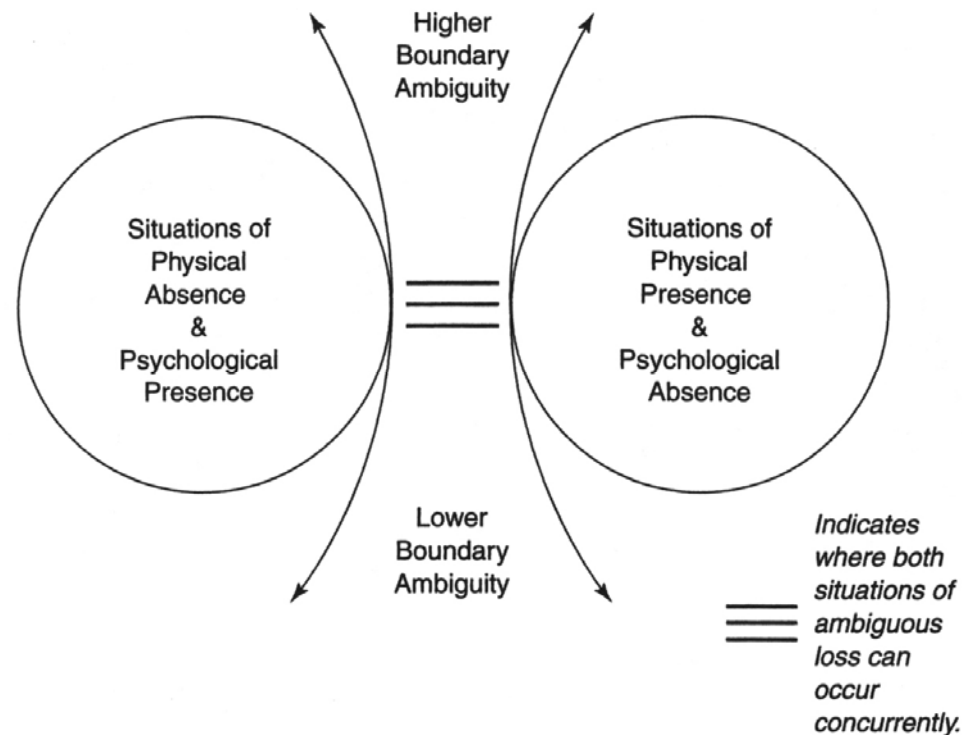 Higher
Boundary
Ambiguity
Situations of
Physical
Absence
&
Psychological
Presence
Situations of
Physical
Presence
&
Psychological
Absence
Lower
Boundary
Ambiguity
Indicates
where both
situations of
ambiguous
loss can
occur
concurrently.